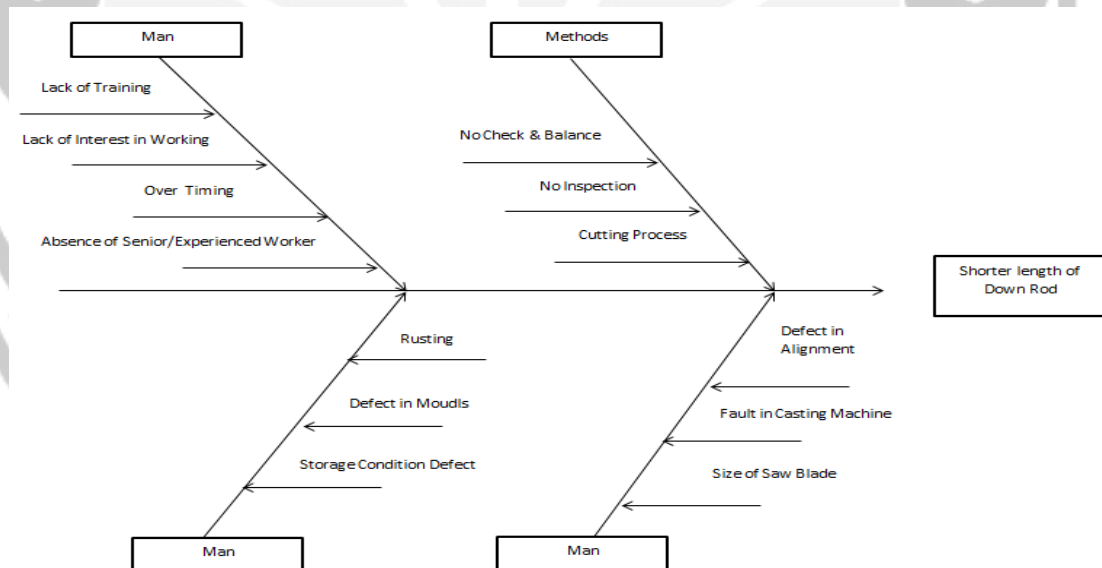 Man
Methods
Lack of Training
Lack of Interest in Working
Over Timing
Absence of Senior/Experienced Worker
No Check & Balance
No Inspection
Cutting Process
Shorter length of
Down Rod
Rusting
Defect in Moudls
Storage Condition Defect
Defect in
Alignment
Fault in Casting Machine
Size of Saw Blade
Man
Man